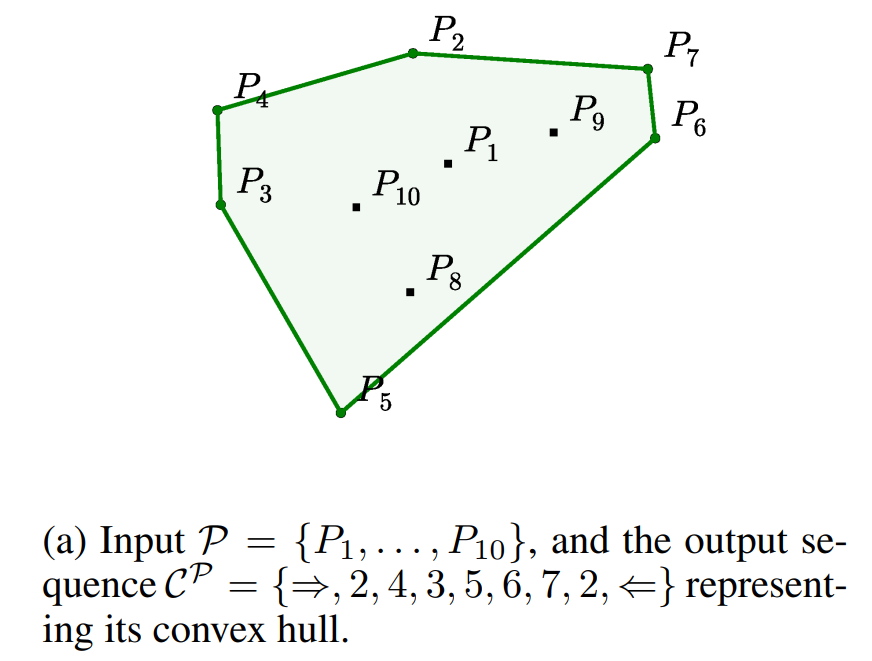 P₂
P₇
P₄
P₉
P₆
P₁
P₃
P₁₀
P₈
P₅
(a) Input 𝒫 = {P₁, . . . , P₁₀}, and the output se-
quence 𝒞^𝒫 = {⇒, 2, 4, 3, 5, 6, 7, 2, ⇐} represent-
ing its convex hull.